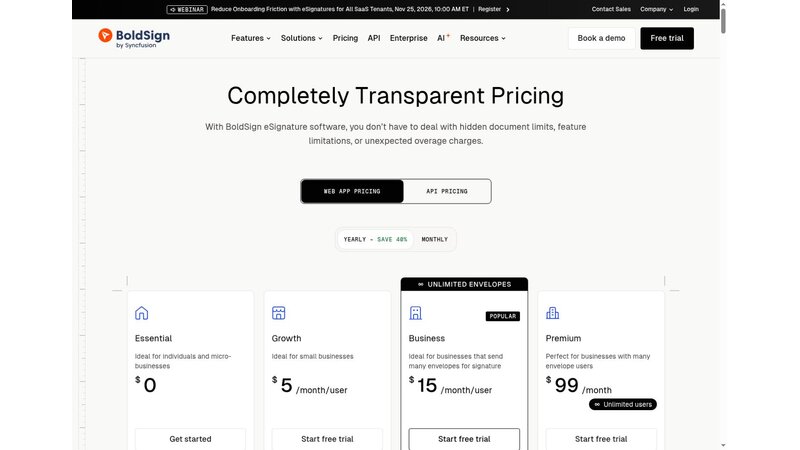 WEBINAR Reduce Onboarding Friction with eSignatures for All SaaS Tenants, Nov 25, 2026, 10:00 AM ET | Register
Contact Sales Company Login
BoldSign
by Syncfusion
Features Solutions Pricing API Enterprise AI Resources
Book a demo Free trial
Completely Transparent Pricing
With BoldSign eSignature software, you don't have to deal with hidden document limits, feature
limitations, or unexpected overage charges.
WEB APP PRICING API PRICING
YEARLY - SAVE 40% MONTHLY
∞ UNLIMITED ENVELOPES
POPULAR
Essential
Ideal for individuals and micro-
businesses
$ 0
Get started
Growth
Ideal for small businesses
$ 5 /month/user
Start free trial
Business
Ideal for businesses that send
many envelopes for signature
$ 15 /month/user
Start free trial
Premium
Perfect for businesses with many
envelope users
$ 99 /month
∞ Unlimited users
Start free trial